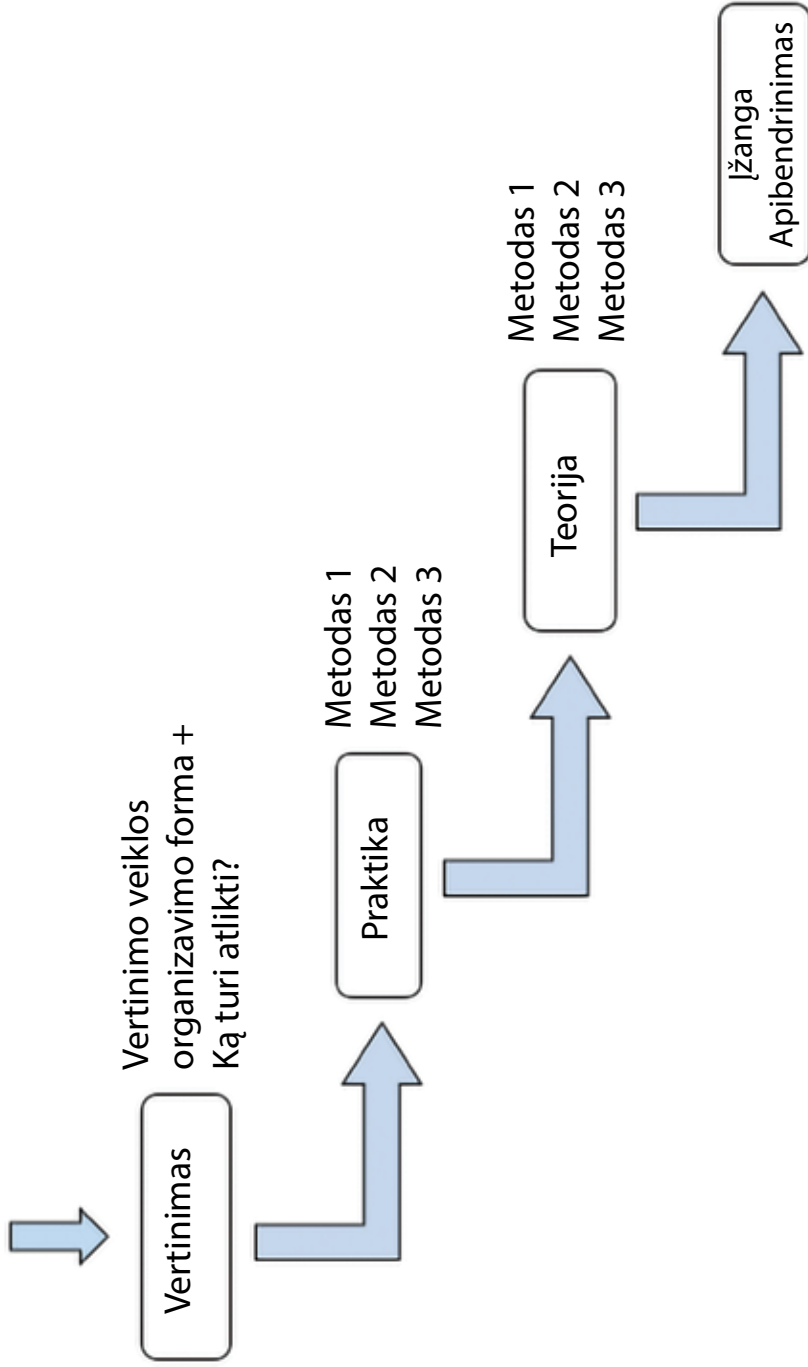 Vertinimas
Vertinimo veiklos
organizavimo forma +
Ką turi atlikti?
Praktika
Metodas 1
Metodas 2
Metodas 3
Teorija
Metodas 1
Metodas 2
Metodas 3
Įžanga
Apibendrinimas